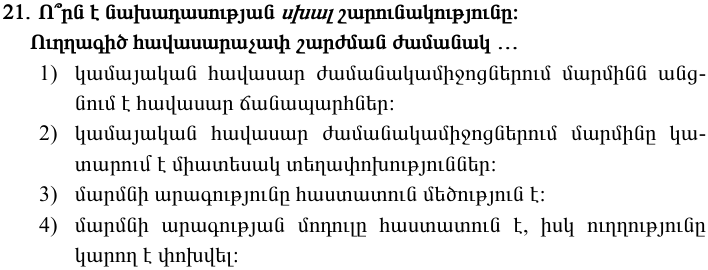 21. Ո՞րն է նախադասության սխալ շարունակությունը:
Ուղղագիծ հավասարաչափ շարժման ժամանակ …
1) կամայական հավասար ժամանակամիջոցներում մարմինն անց-
նում է հավասար ճանապարհներ:
2) կամայական հավասար ժամանակամիջոցներում մարմինը կա-
տարում է միատեսակ տեղափոխություններ:
3) մարմնի արագությունը հաստատուն մեծություն է:
4) մարմնի արագության մոդուլը հաստատուն է, իսկ ուղղությունը
կարող է փոխվել: